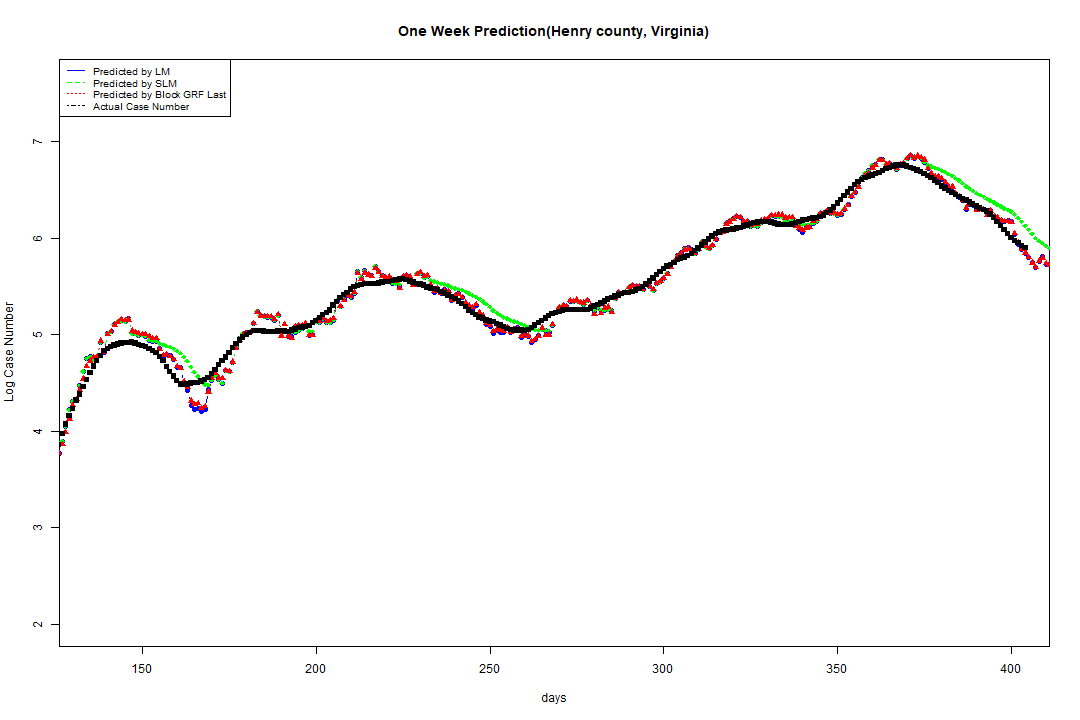 One Week Prediction(Henry county, Virginia)
Predicted by LM
Predicted by SLM
Predicted by Block GRF Last
Actual Case Number
7
6
5
4
3
2
Log Case Number
150 200 250 300 350 400
days